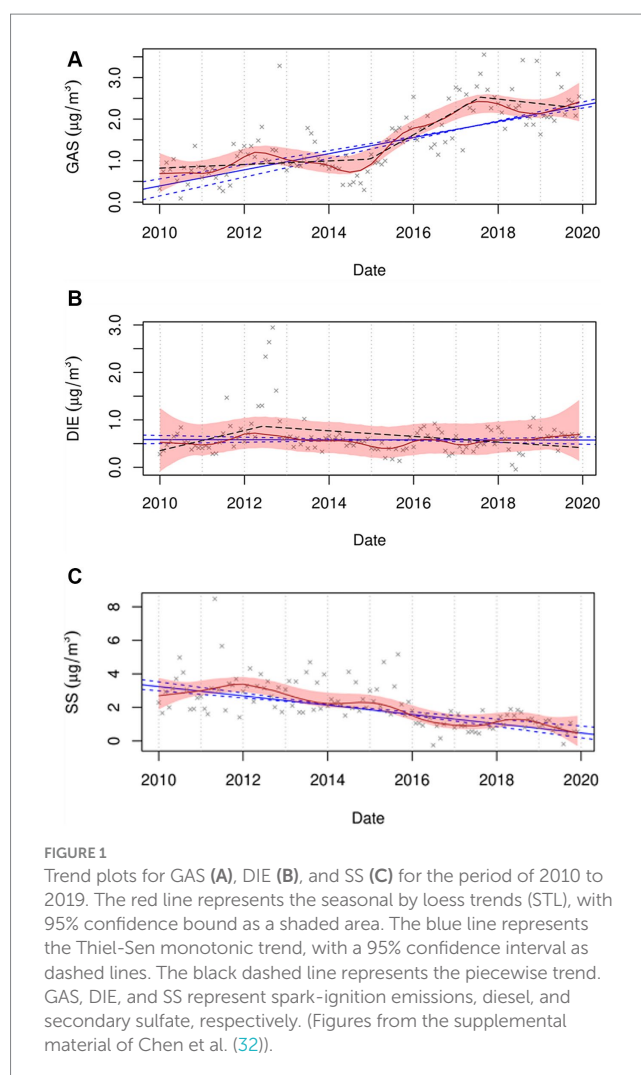 A
GAS (µg/m³)
3.0
2.0
1.0
0.0
2010 2012 2014 2016 2018 2020
Date
B
DIE (µg/m³)
3.0
2.0
1.0
0.0
2010 2012 2014 2016 2018 2020
Date
C
SS (µg/m³)
8
6
4
2
0
2010 2012 2014 2016 2018 2020
Date
FIGURE 1
Trend plots for GAS (A), DIE (B), and SS (C) for the period of 2010 to
2019. The red line represents the seasonal by loess trends (STL), with
95% confidence bound as a shaded area. The blue line represents
the Thiel-Sen monotonic trend, with a 95% confidence interval as
dashed lines. The black dashed line represents the piecewise trend.
GAS, DIE, and SS represent spark-ignition emissions, diesel, and
secondary sulfate, respectively. (Figures from the supplemental
material of Chen et al. (32)).